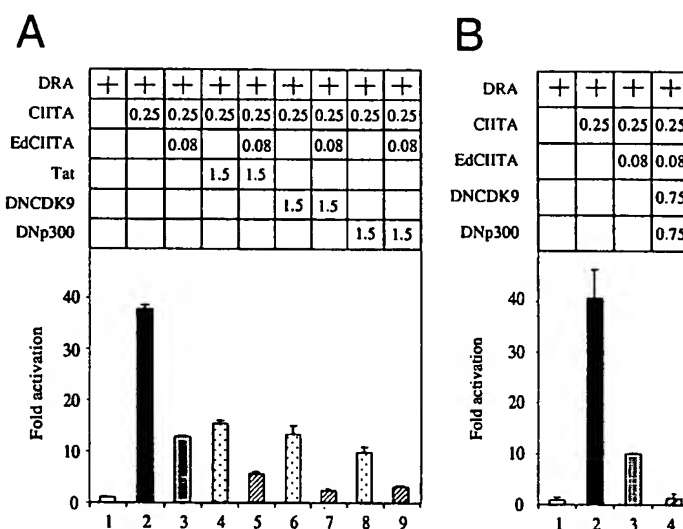 A
DRA + + + + + + + + +
CIITA 0.25 0.25 0.25 0.25 0.25 0.25 0.25 0.25
EdCIITA 0.08 0.08 0.08 0.08
Tat 1.5 1.5
DNCDK9 1.5 1.5
DNp300 1.5 1.5
Fold activation
40
30
20
10
0
1 2 3 4 5 6 7 8 9
B
DRA + + + +
CIITA 0.25 0.25 0.25
EdCIITA 0.08 0.08
DNCDK9 0.75
DNp300 0.75
Fold activation
40
30
20
10
0
1 2 3 4